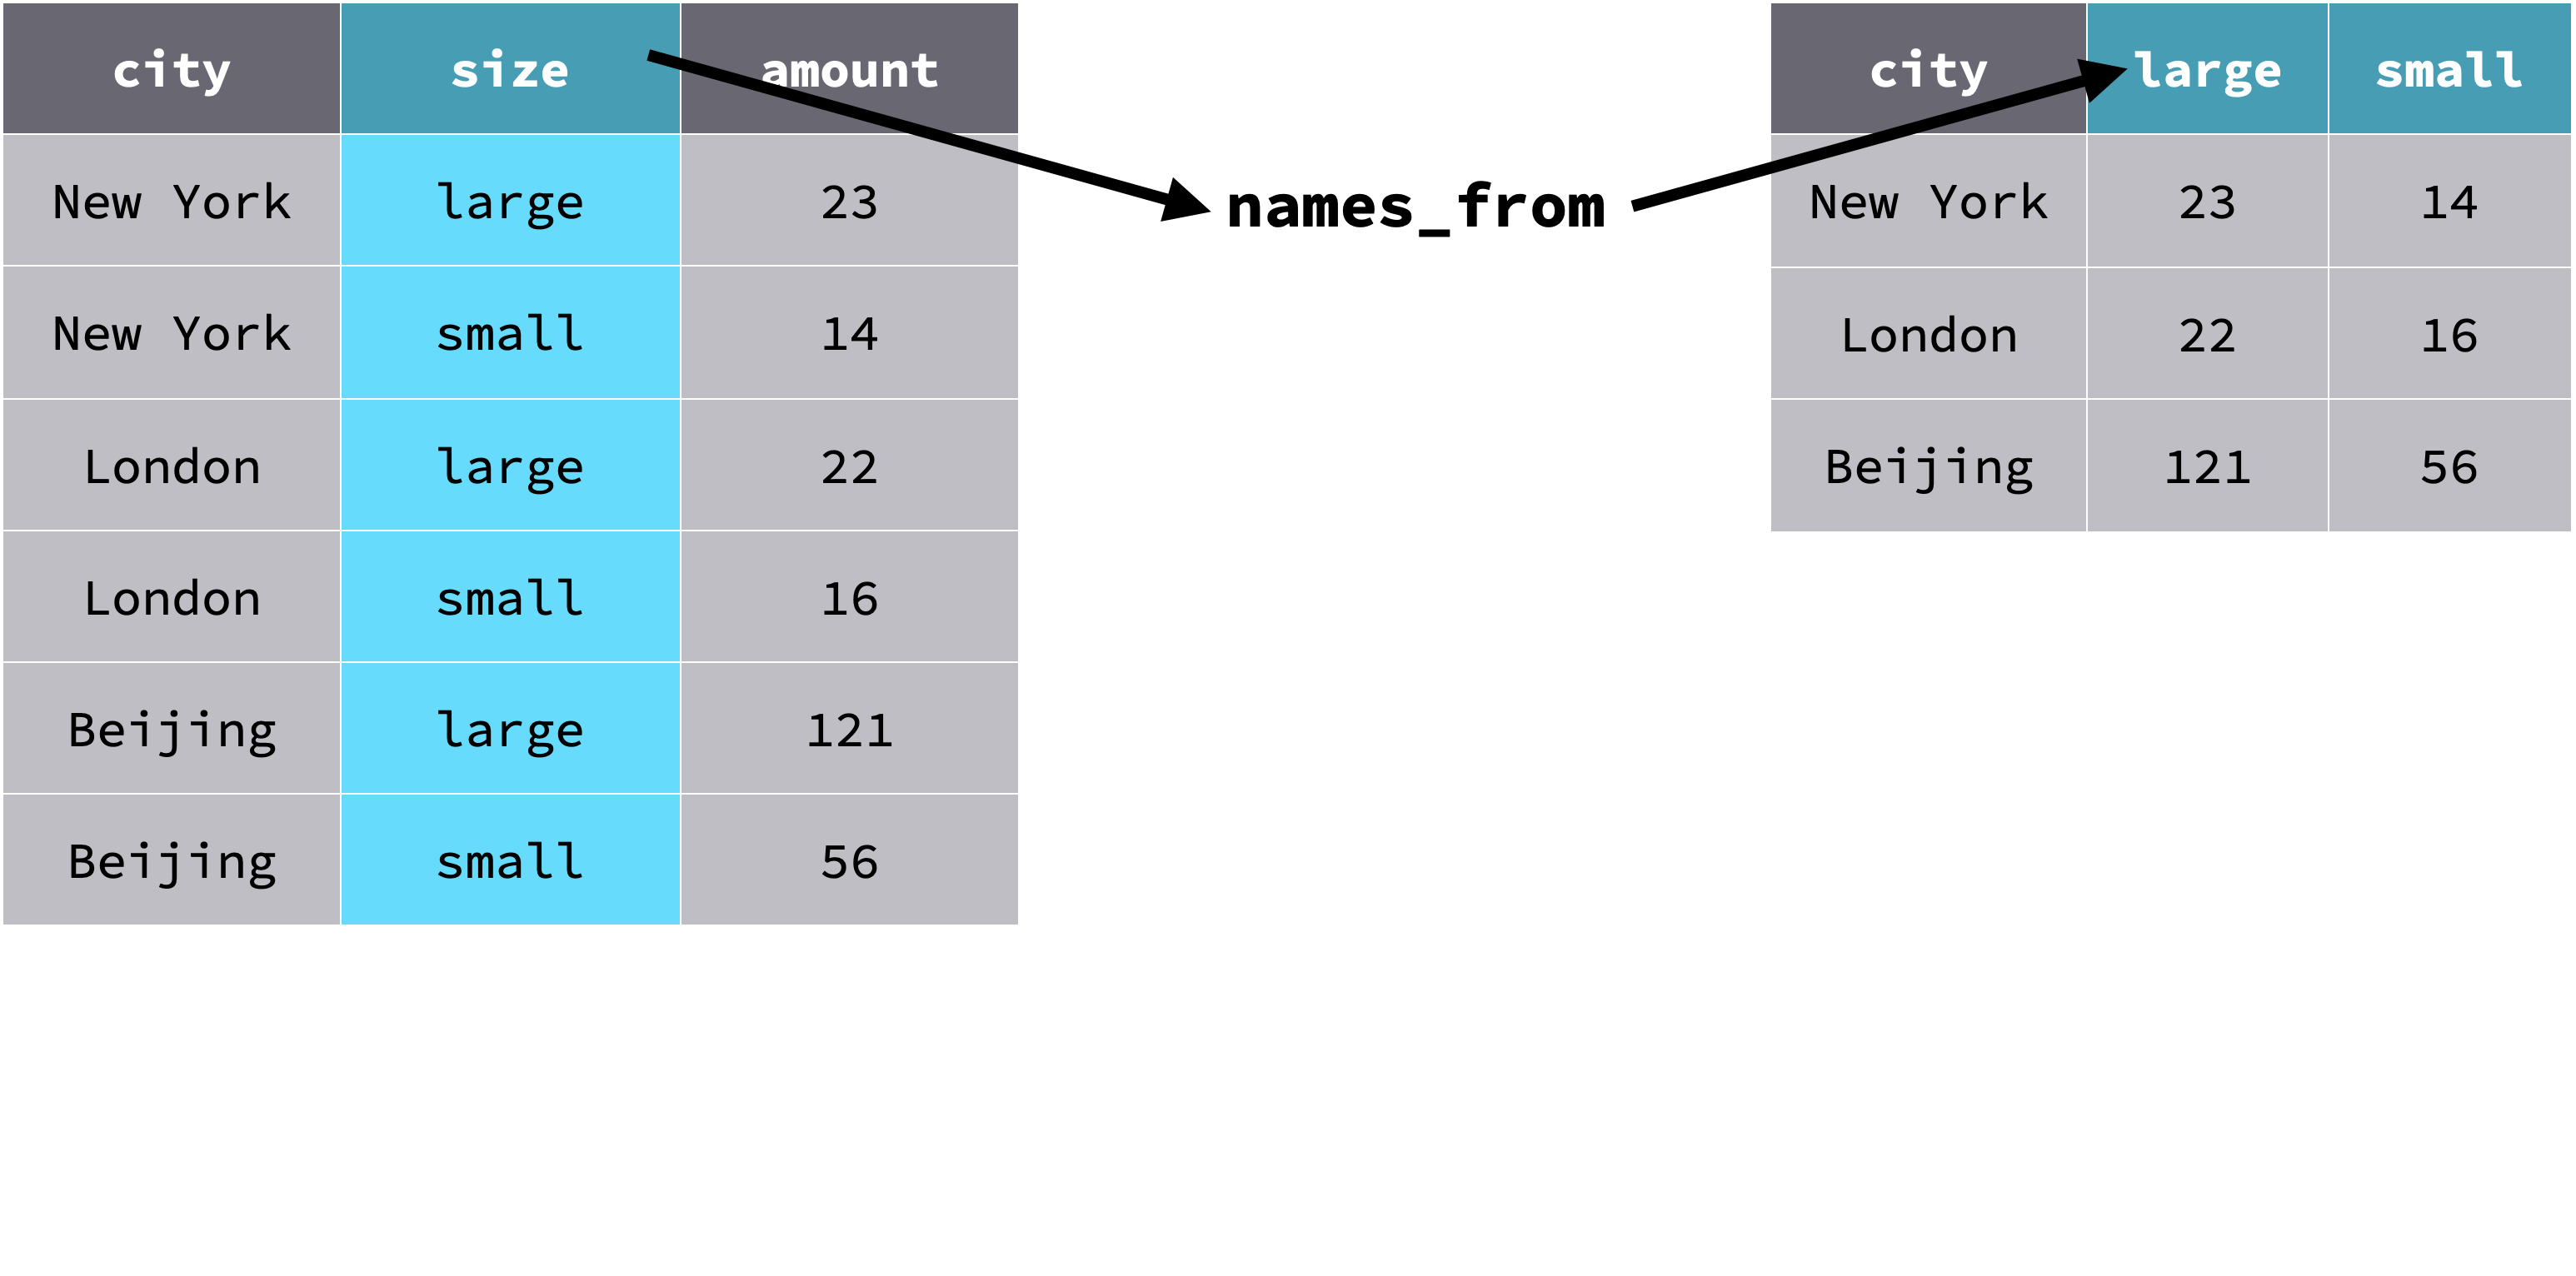 city size amount
New York large 23
New York small 14
London large 22
London small 16
Beijing large 121
Beijing small 56
names_from
city large small
New York 23 14
London 22 16
Beijing 121 56